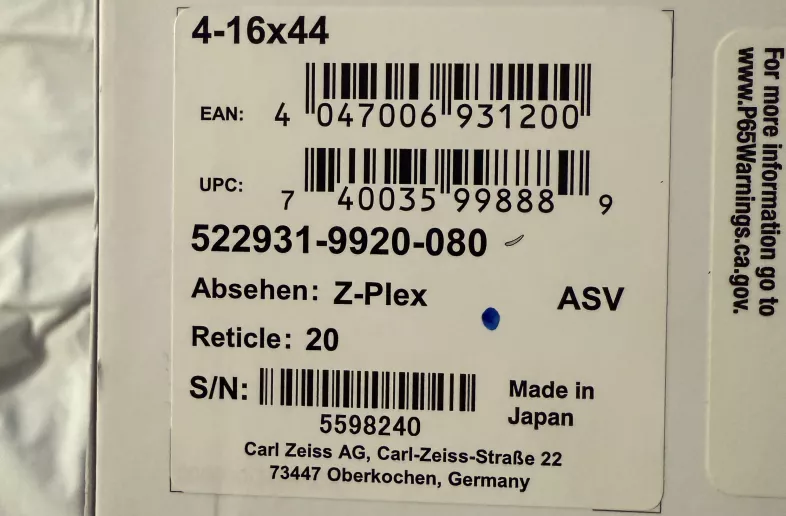 4-16x44
EAN: 4 047006 931200
UPC: 7 40035 99888 9
522931-9920-080
Absehen: Z-Plex ASV
Reticle: 20
S/N: 5598240
Made in
Japan
Carl Zeiss AG, Carl-Zeiss-Straße 22
73447 Oberkochen, Germany
For more information go to
www.P65Warnings.ca.gov.